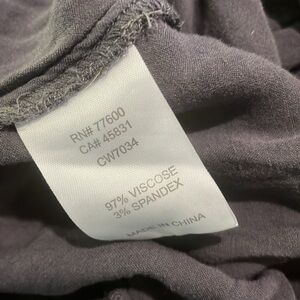 RN# 77600
CA# 45831
CW7034
97% VISCOSE
3% SPANDEX
MADE IN CHINA